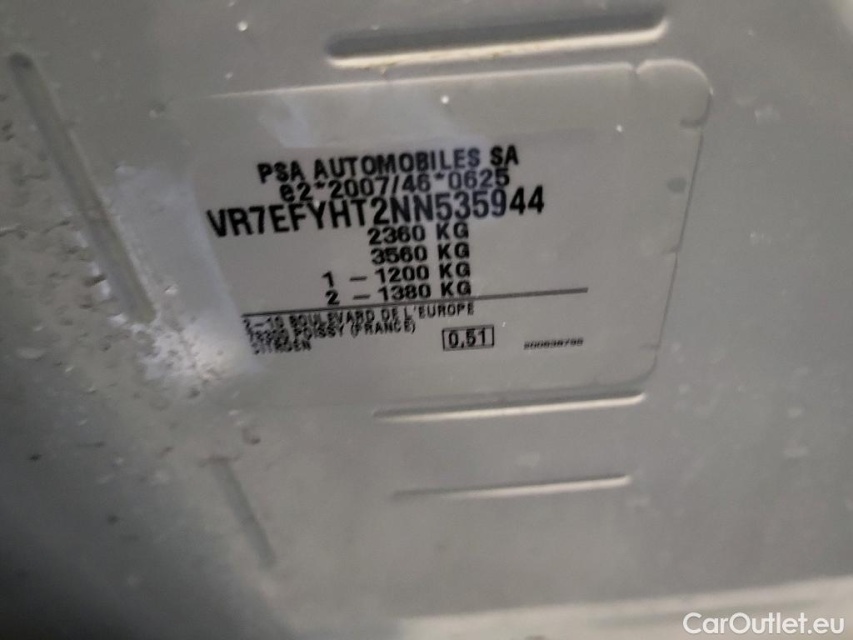 PSA AUTOMOBILES SA
e2*2007/46*0625
VR7EFYHT2NN535944
2360 KG
3560 KG
1 – 1200 KG
2 – 1380 KG
2–10 BOULEVARD DE L'EUROPE
POISSY (FRANCE)
CITROEN
0,51
CarOutlet.eu